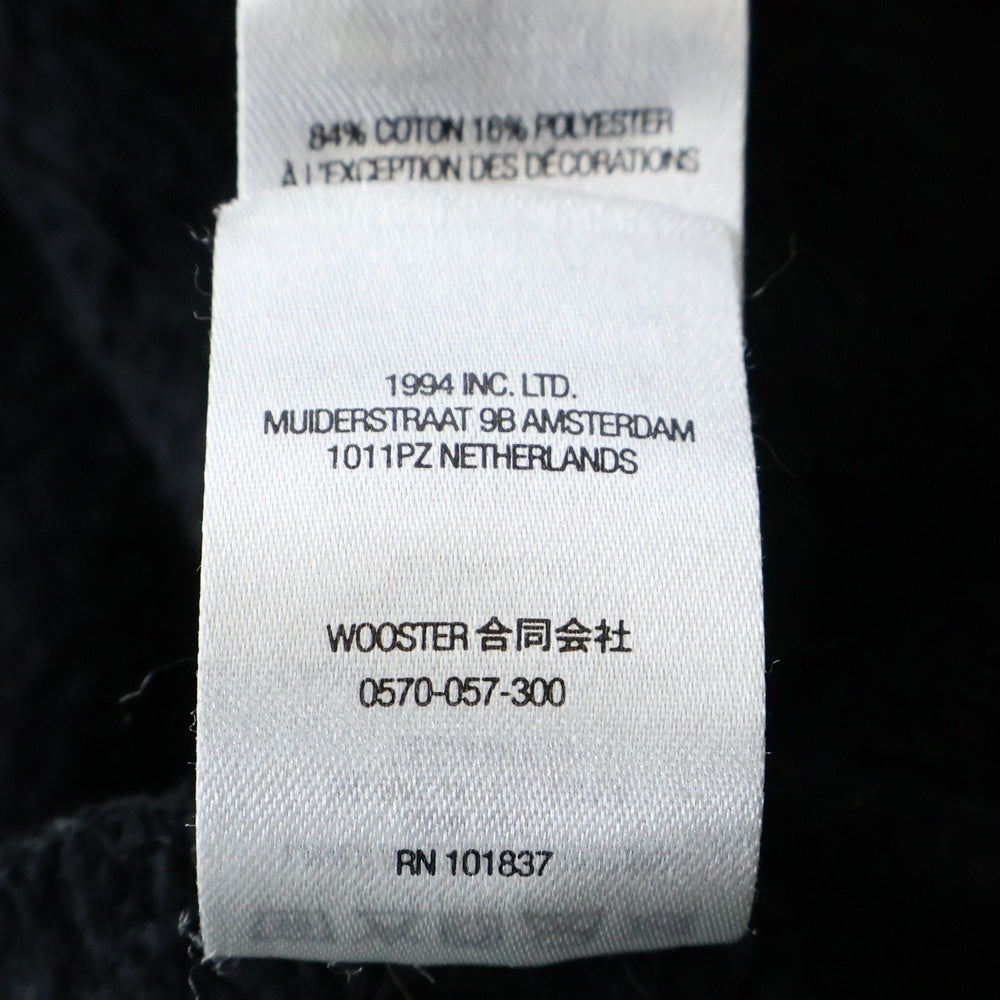 84% COTON 16% POLYESTER
À L'EXCEPTION DES DÉCORATIONS
1994 INC. LTD.
MUIDERSTRAAT 9B AMSTERDAM
1011PZ NETHERLANDS
WOOSTER 合同会社
0570-057-300
RN 101837